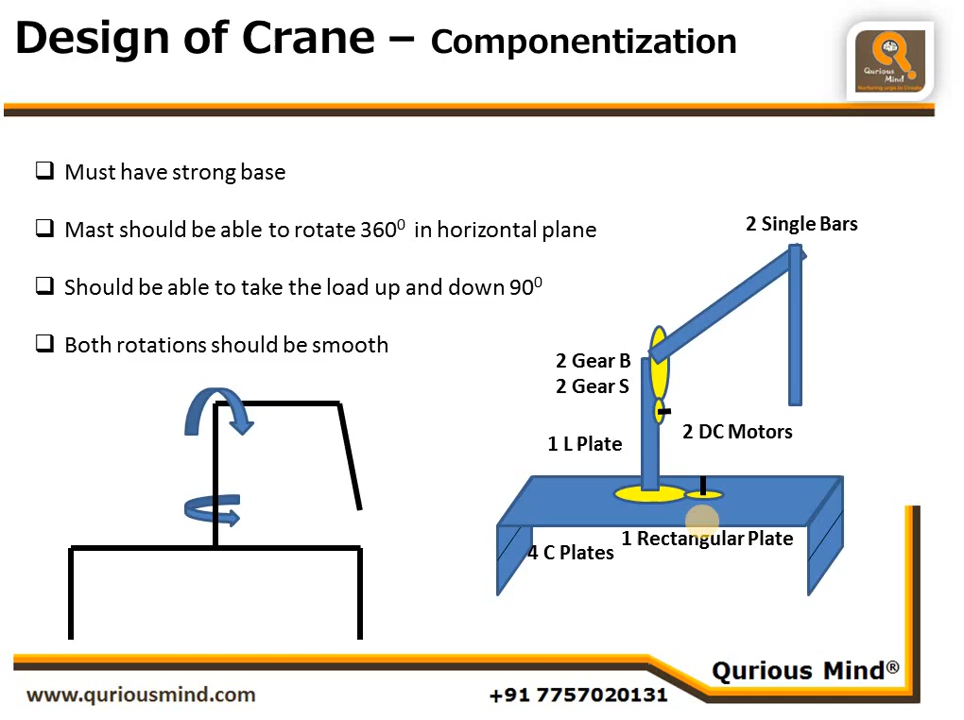 Design of Crane – Componentization
Qurious
Mind
❑ Must have strong base
❑ Mast should be able to rotate 360⁰ in horizontal plane
❑ Should be able to take the load up and down 90⁰
❑ Both rotations should be smooth
2 Single Bars
2 Gear B
2 Gear S
2 DC Motors
1 L Plate
1 Rectangular Plate
4 C Plates
Qurious Mind®
www.quriousmind.com
+91 7757020131